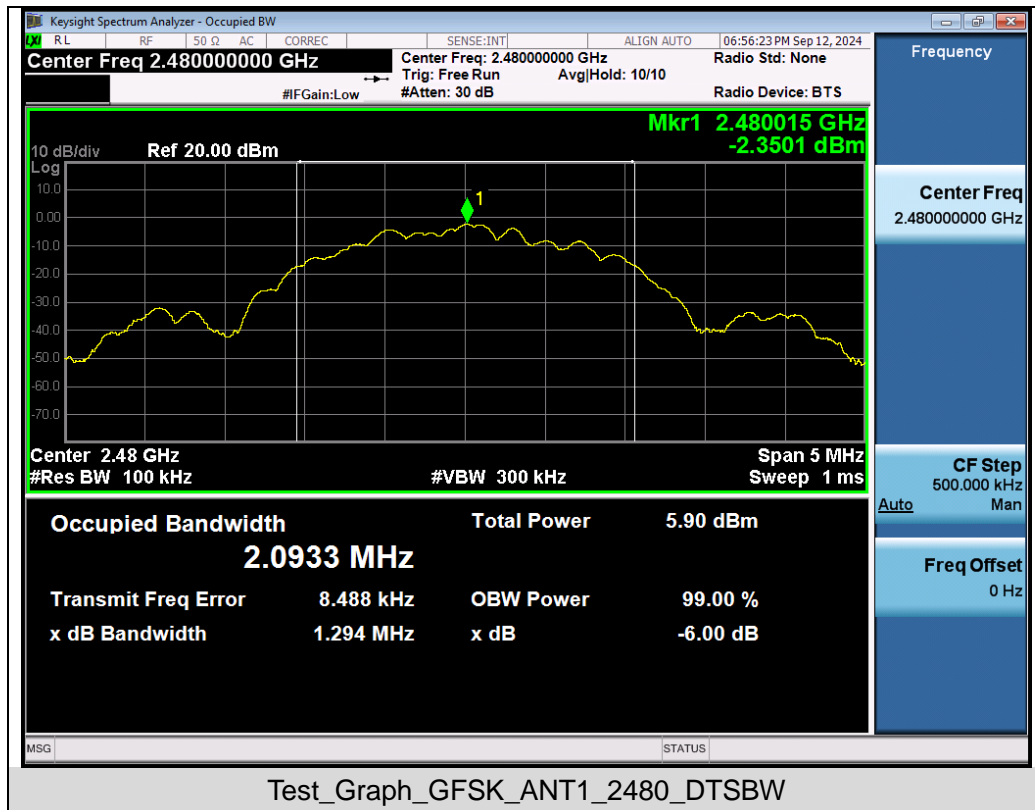 Keysight Spectrum Analyzer - Occupied BW
LXI RL RF 50 Ω AC CORREC SENSE:INT ALIGN AUTO 06:56:23 PM Sep 12, 2024
Center Freq 2.480000000 GHz
Center Freq: 2.480000000 GHz
Radio Std: None
Trig: Free Run Avg|Hold: 10/10
#IFGain:Low
#Atten: 30 dB
Radio Device: BTS
Frequency
Mkr1 2.480015 GHz
-2.3501 dBm
10 dB/div Ref 20.00 dBm
Log
10.0
0.00
-10.0
-20.0
-30.0
-40.0
-50.0
-60.0
-70.0
1
Center 2.48 GHz
Span 5 MHz
#Res BW 100 kHz
#VBW 300 kHz
Sweep 1 ms
Center Freq
2.480000000 GHz
CF Step
500.000 kHz
Auto Man
Freq Offset
0 Hz
Occupied Bandwidth
2.0933 MHz
Total Power 5.90 dBm
Transmit Freq Error 8.488 kHz
OBW Power 99.00 %
x dB Bandwidth 1.294 MHz
x dB -6.00 dB
MSG
STATUS
Test_Graph_GFSK_ANT1_2480_DTSBW